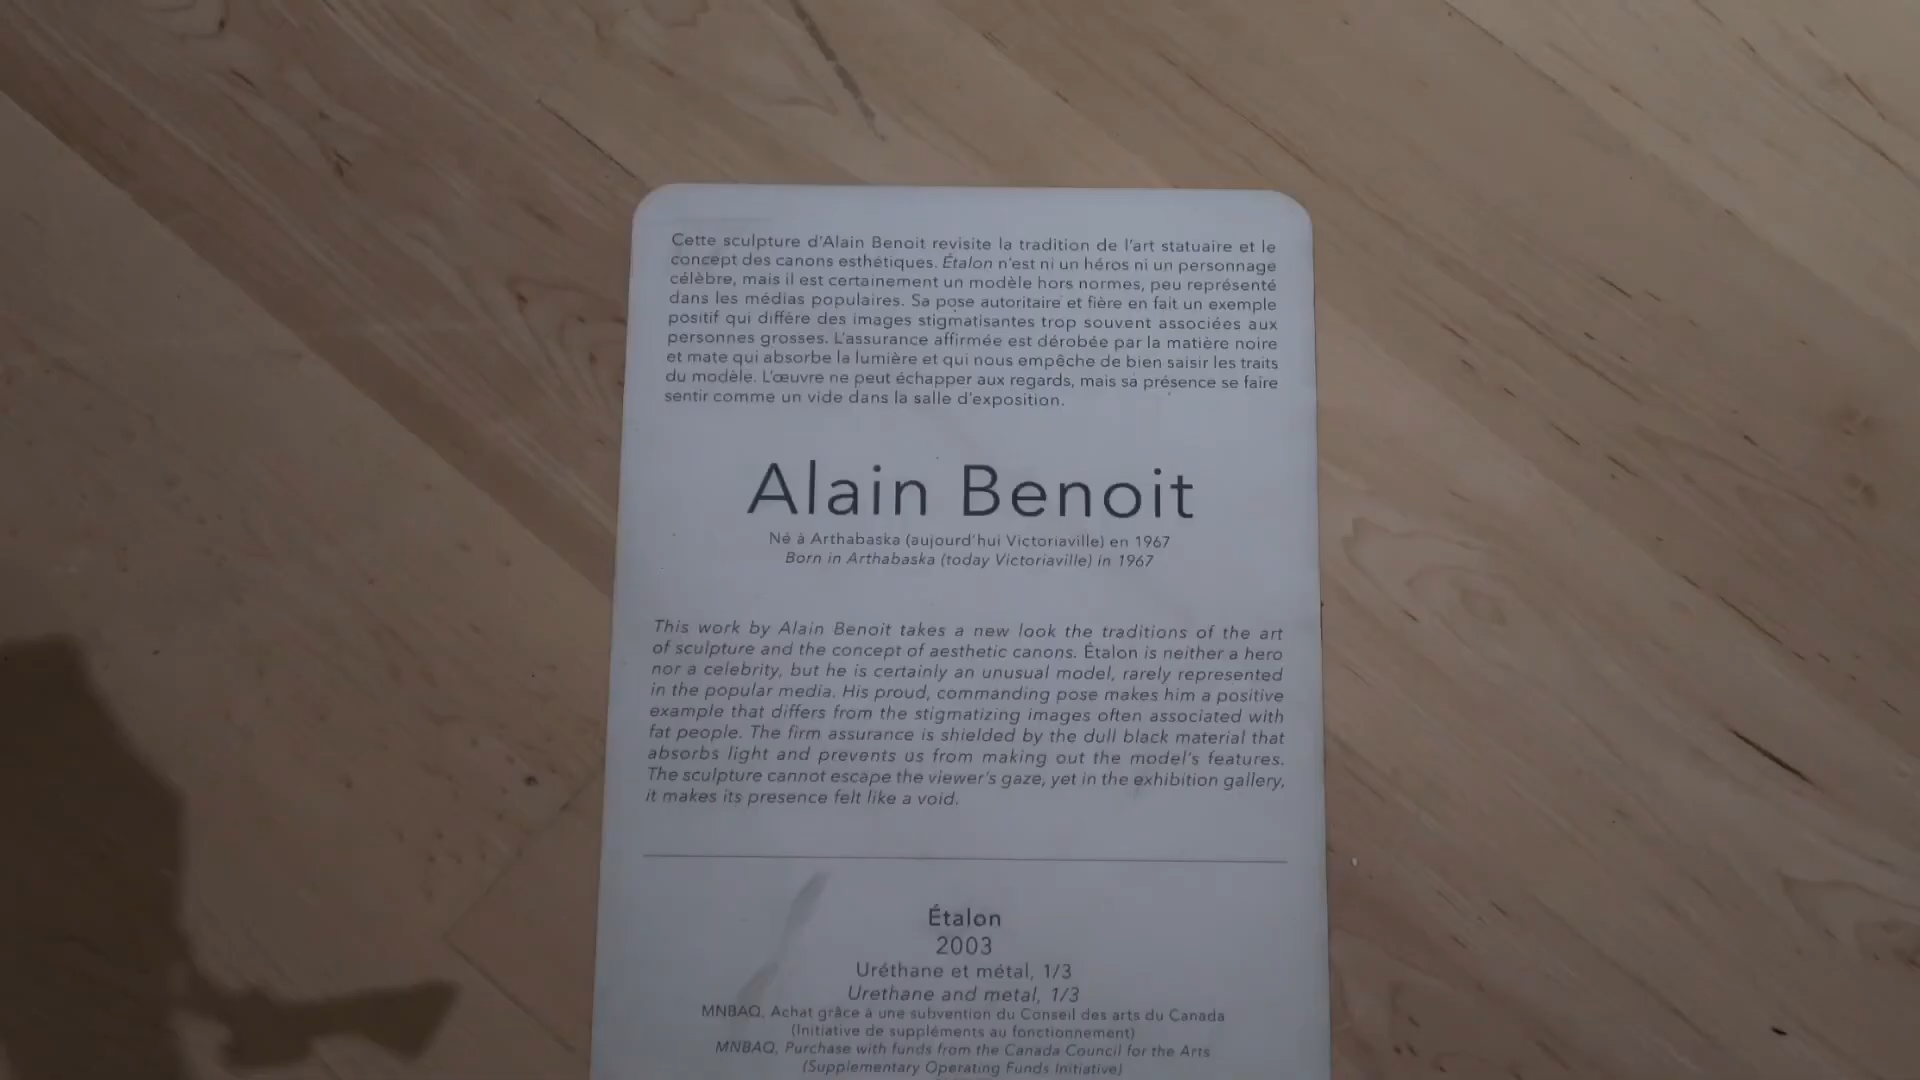 Cette sculpture d'Alain Benoit revisite la tradition de l'art statuaire et le
concept des canons esthétiques. Étalon n'est ni un héros ni un personnage
célèbre, mais il est certainement un modèle hors normes, peu représenté
dans les médias populaires. Sa pose autoritaire et fière en fait un exemple
positif qui diffère des images stigmatisantes trop souvent associées aux
personnes grosses. L'assurance affirmée est dérobée par la matière noire
et mate qui absorbe la lumière et qui nous empêche de bien saisir les traits
du modèle. L'œuvre ne peut échapper aux regards, mais sa présence se faire
sentir comme un vide dans la salle d'exposition.
Alain Benoit
Né à Arthabaska (aujourd'hui Victoriaville) en 1967
Born in Arthabaska (today Victoriaville) in 1967
This work by Alain Benoit takes a new look the traditions of the art
of sculpture and the concept of aesthetic canons. Étalon is neither a hero
nor a celebrity, but he is certainly an unusual model, rarely represented
in the popular media. His proud, commanding pose makes him a positive
example that differs from the stigmatizing images often associated with
fat people. The firm assurance is shielded by the dull black material that
absorbs light and prevents us from making out the model's features.
The sculpture cannot escape the viewer's gaze, yet in the exhibition gallery,
it makes its presence felt like a void.
Étalon
2003
Uréthane et métal, 1/3
Urethane and metal, 1/3
MNBAQ, Achat grâce à une subvention du Conseil des arts du Canada
(Initiative de suppléments au fonctionnement)
MNBAQ, Purchase with funds from the Canada Council for the Arts
(Supplementary Operating Funds Initiative)